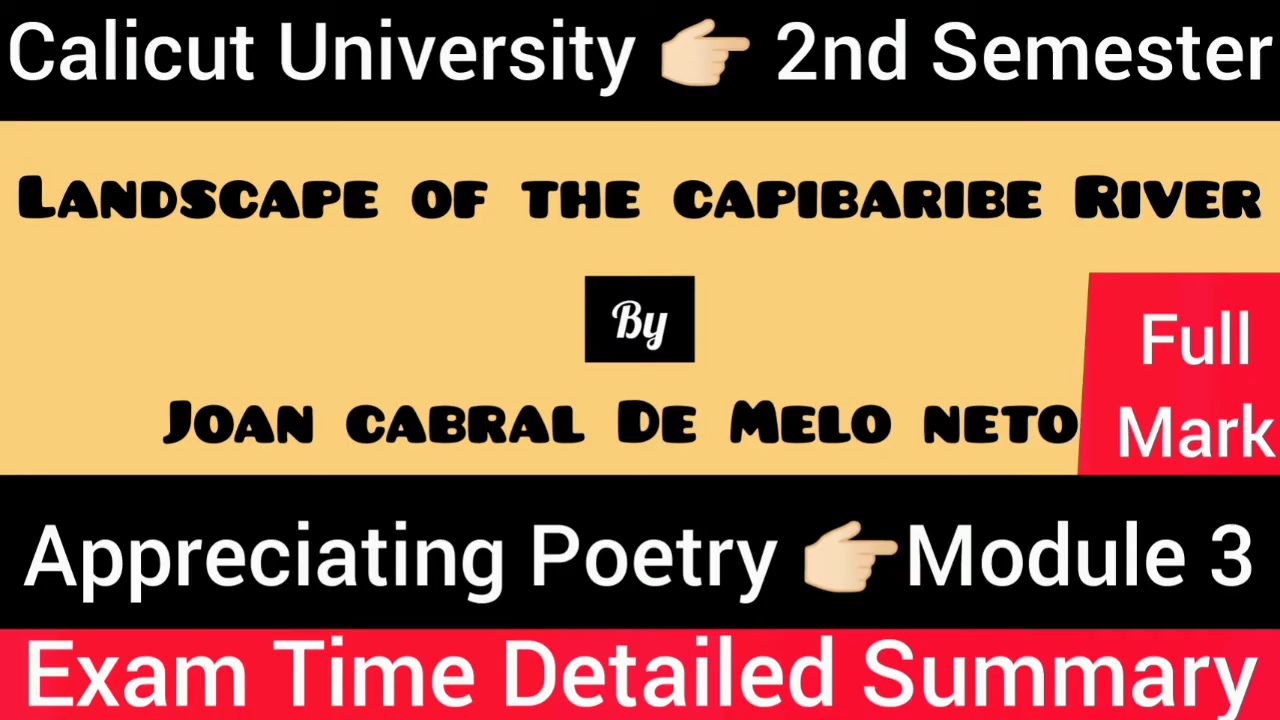 Calicut University 👉🏻 2nd Semester
LANDSCAPE OF THE CAPIBARIBE RIVER
By
JOAN CABRAL DE MELO NETO
Full
Mark
Appreciating Poetry 👉🏻 Module 3
Exam Time Detailed Summary